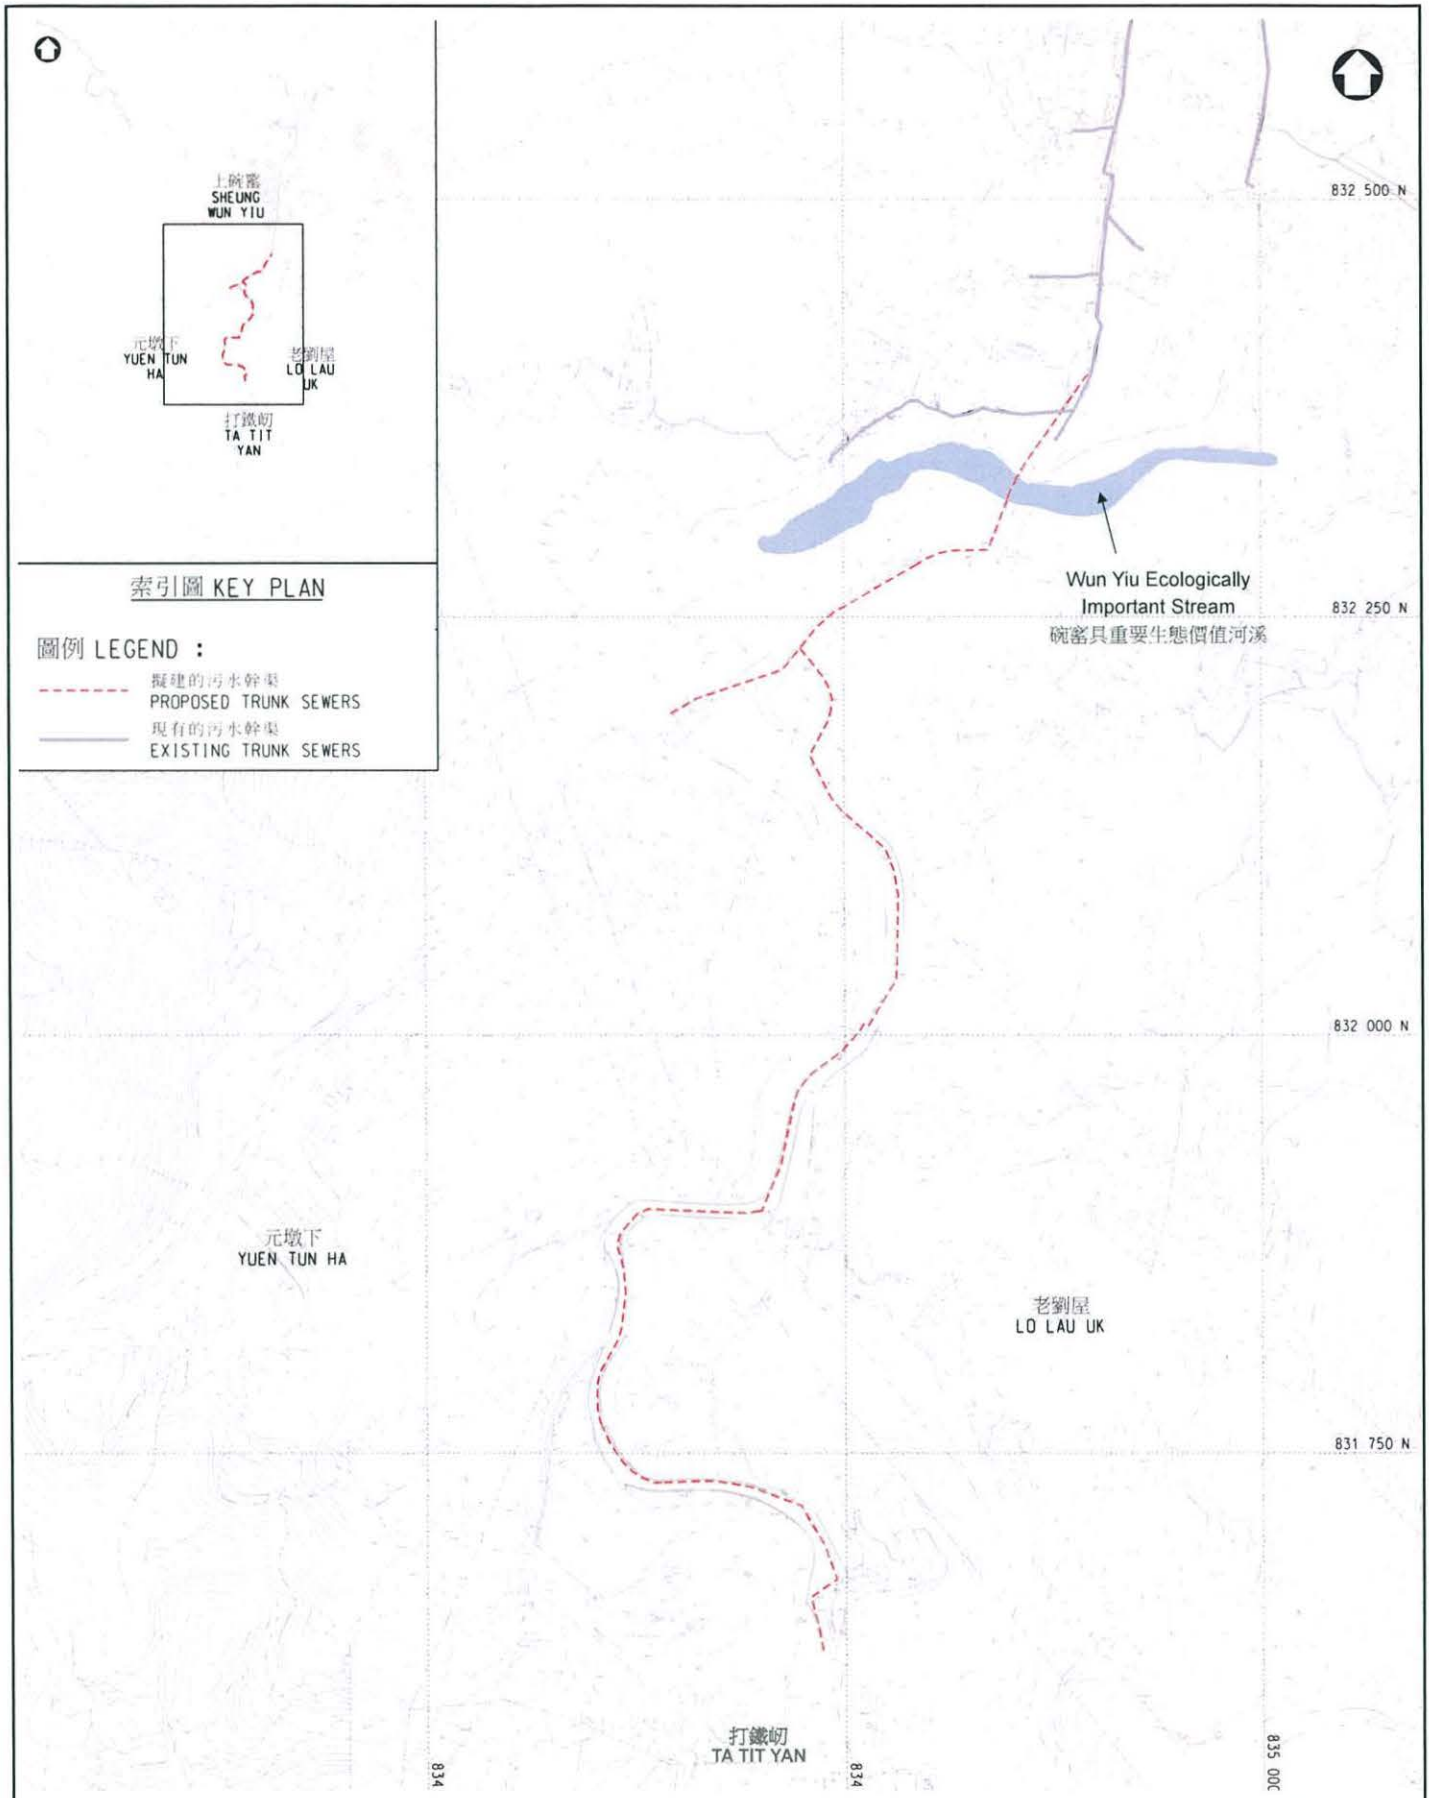 上碗窰
SHEUNG
WUN YIU
元墩下
YUEN TUN
HA
老劉屋
LO LAU
UK
打鐵屻
TA TIT
YAN
索引圖 KEY PLAN
圖例 LEGEND :
擬建的污水幹渠
PROPOSED TRUNK SEWERS
現有的污水幹渠
EXISTING TRUNK SEWERS
832 500 N
Wun Yiu Ecologically
Important Stream
碗窰具重要生態價值河溪
832 250 N
832 000 N
元墩下
YUEN TUN HA
老劉屋
LO LAU UK
831 750 N
打鐵屻
TA TIT YAN
834
834
835 000